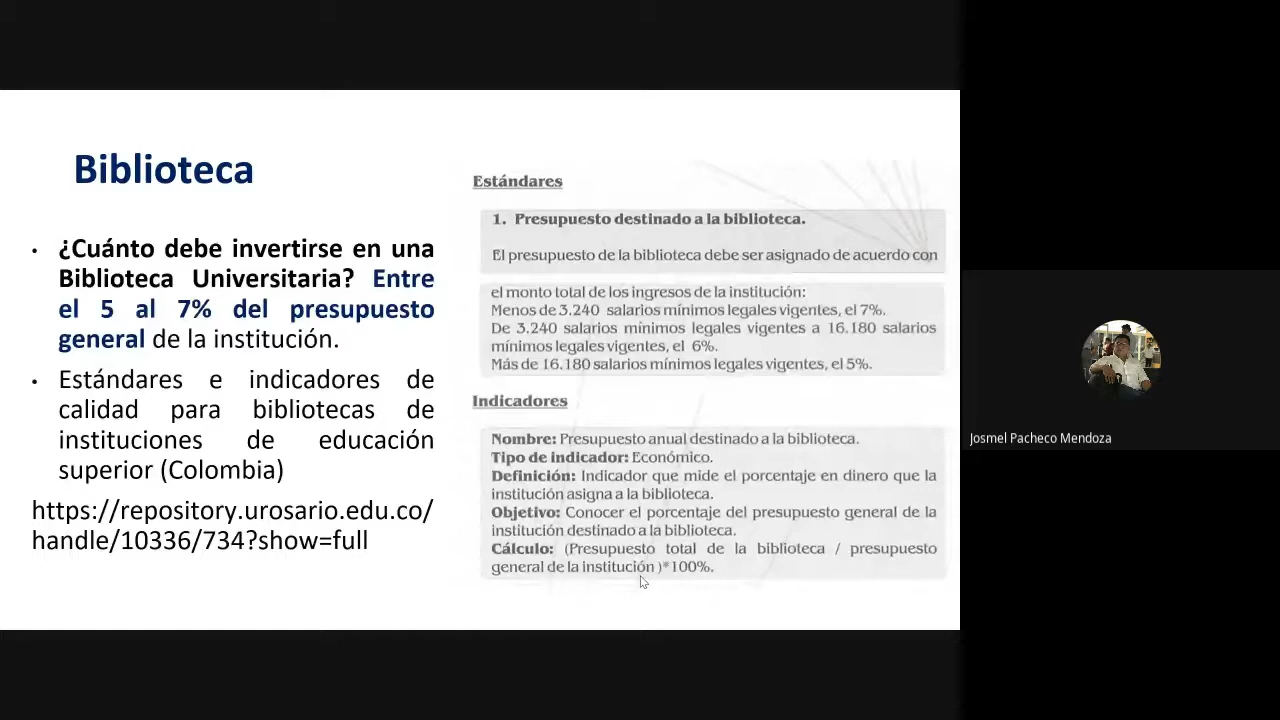 Biblioteca
• ¿Cuánto debe invertirse en una
Biblioteca Universitaria? Entre
el 5 al 7% del presupuesto
general de la institución.
• Estándares e indicadores de
calidad para bibliotecas de
instituciones de educación
superior (Colombia)
https://repository.urosario.edu.co/
handle/10336/734?show=full
Estándares
1. Presupuesto destinado a la biblioteca.
El presupuesto de la biblioteca debe ser asignado de acuerdo con
el monto total de los ingresos de la institución:
Menos de 3.240 salarios mínimos legales vigentes, el 7%.
De 3.240 salarios mínimos legales vigentes a 16.180 salarios
mínimos legales vigentes, el 6%.
Más de 16.180 salarios mínimos legales vigentes, el 5%.
Indicadores
Nombre: Presupuesto anual destinado a la biblioteca.
Tipo de indicador: Económico.
Definición: Indicador que mide el porcentaje en dinero que la
institución asigna a la biblioteca.
Objetivo: Conocer el porcentaje del presupuesto general de la
institución destinado a la biblioteca.
Cálculo: (Presupuesto total de la biblioteca / presupuesto
general de la institución )*100%.
Josmel Pacheco Mendoza